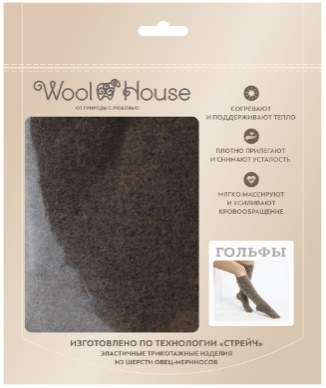 Wool House
ОТ ПРИРОДЫ С ЛЮБОВЬЮ
СОГРЕВАЮТ
И ПОДДЕРЖИВАЮТ ТЕПЛО
ПЛОТНО ПРИЛЕГАЮТ
И СНИМАЮТ УСТАЛОСТЬ
МЯГКО МАССИРУЮТ
И УСИЛИВАЮТ
КРОВООБРАЩЕНИЕ
ГОЛЬФЫ
ИЗГОТОВЛЕНО ПО ТЕХНОЛОГИИ «СТРЕЙЧ»
ЭЛАСТИЧНЫЕ ТРИКОТАЖНЫЕ ИЗДЕЛИЯ
ИЗ ШЕРСТИ ОВЕЦ-МЕРИНОСОВ